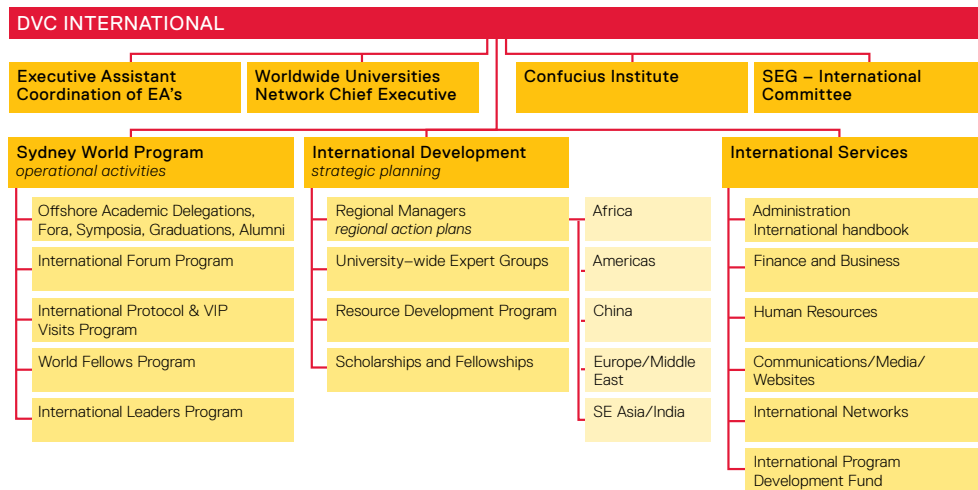 DVC INTERNATIONAL
Executive Assistant
Coordination of EA’s
Worldwide Universities
Network Chief Executive
Confucius Institute
SEG – International
Committee
Sydney World Program
operational activities
Offshore Academic Delegations,
Fora, Symposia, Graduations, Alumni
International Forum Program
International Protocol & VIP
Visits Program
World Fellows Program
International Leaders Program
International Development
strategic planning
Regional Managers
regional action plans
University–wide Expert Groups
Resource Development Program
Scholarships and Fellowships
Africa
Americas
China
Europe/Middle
East
SE Asia/India
International Services
Administration
International handbook
Finance and Business
Human Resources
Communications/Media/
Websites
International Networks
International Program
Development Fund